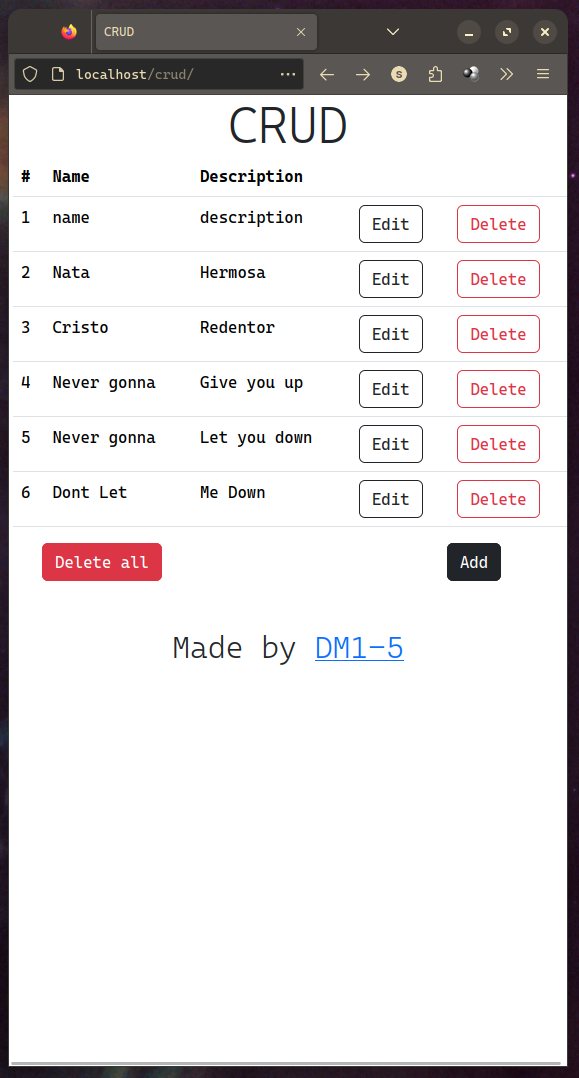 CRUD
localhost/crud/
S
CRUD
# Name Description
1 name description Edit Delete
2 Nata Hermosa Edit Delete
3 Cristo Redentor Edit Delete
4 Never gonna Give you up Edit Delete
5 Never gonna Let you down Edit Delete
6 Dont Let Me Down Edit Delete
Delete all Add
Made by DM1-5